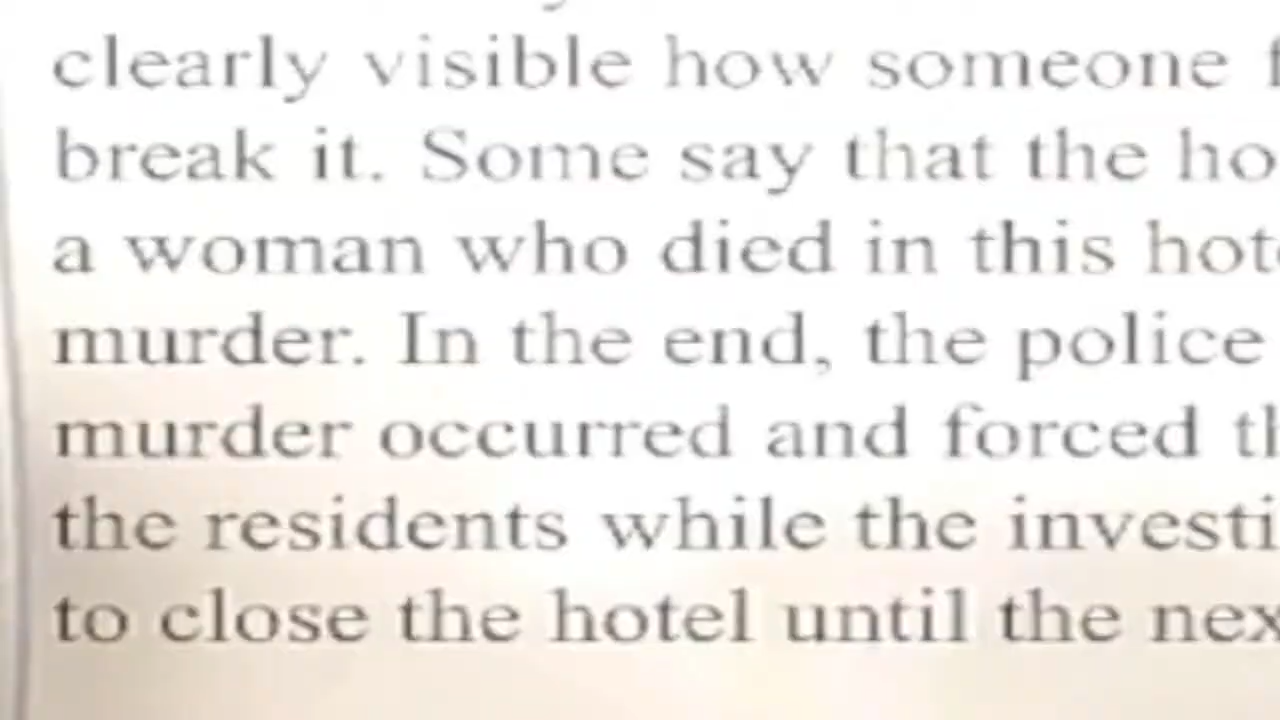 clearly visible how someone
break it. Some say that the
a woman who died in this
murder. In the end, the police
murder occurred and forced
the residents while the
to close the hotel until the